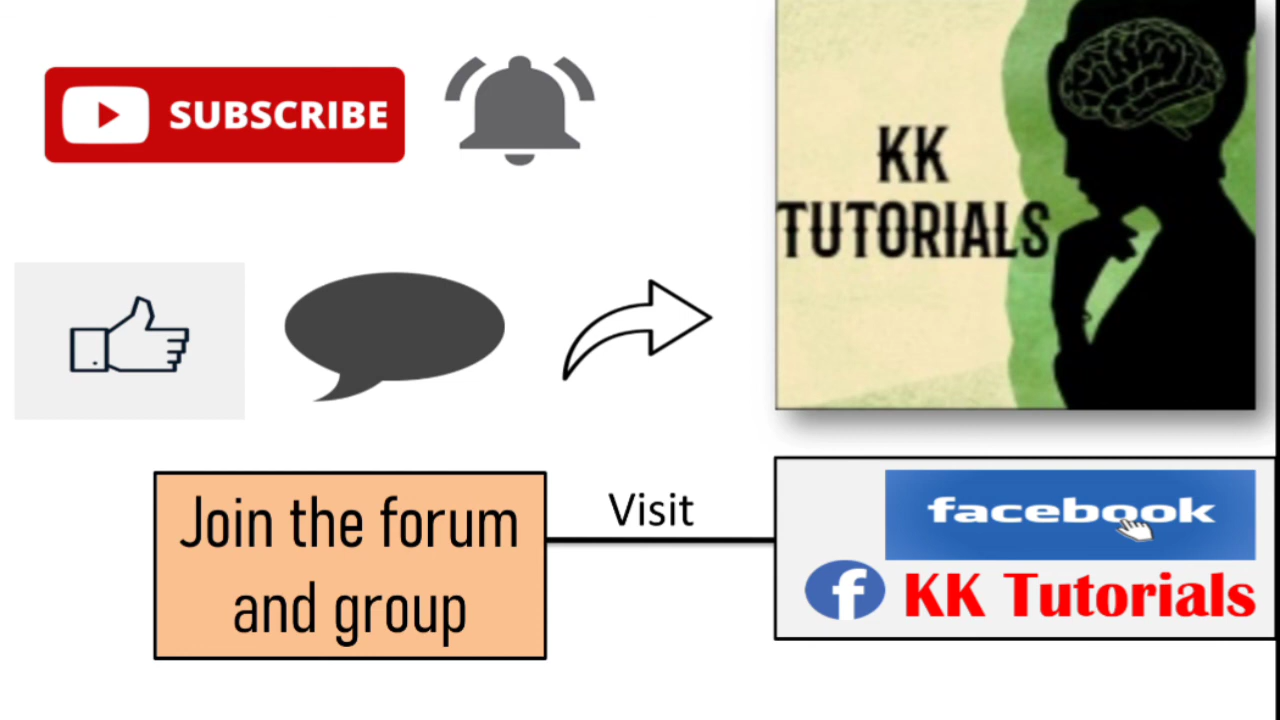 SUBSCRIBE
KK
TUTORIALS
Join the forum
and group
Visit
facebook
f KK Tutorials